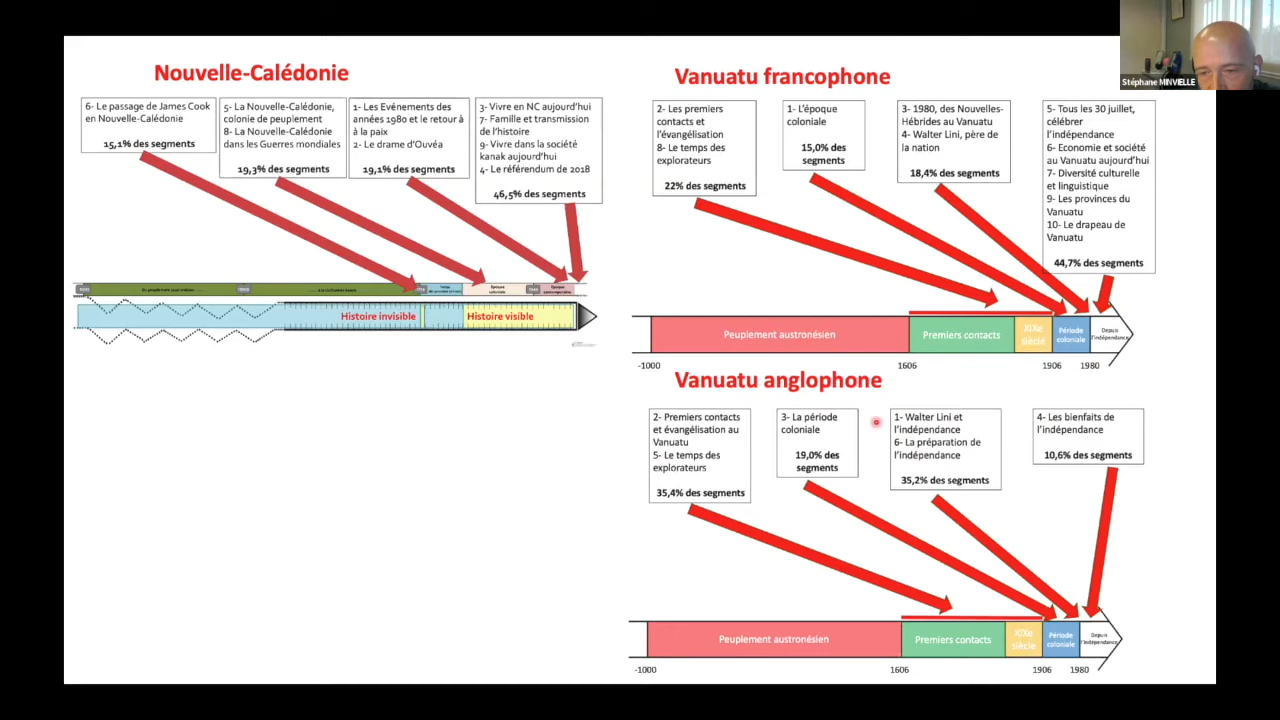 Stéphane MINVIELLE
Nouvelle-Calédonie
6- Le passage de James Cook
en Nouvelle-Calédonie
15,1% des segments
5- La Nouvelle-Calédonie,
colonie de peuplement
8- La Nouvelle-Calédonie
dans les Guerres mondiales
19,3% des segments
1- Les Evénements des
années 1980 et le retour à
à la paix
2- Le drame d'Ouvéa
19,1% des segments
3- Vivre en NC aujourd'hui
7- Famille et transmission
de l'histoire
9- Vivre dans la société
kanak aujourd'hui
4- Le référendum de 2018
46,5% des segments
Histoire invisible
Histoire visible
Vanuatu francophone
2- Les premiers
contacts et
l'évangélisation
8- Le temps des
explorateurs
22% des segments
1- L'époque
coloniale
15,0% des
segments
3- 1980, des Nouvelles-
Hébrides au Vanuatu
4- Walter Lini, père de
la nation
18,4% des segments
5- Tous les 30 juillet,
célébrer
l'indépendance
6- Economie et société
au Vanuatu aujourd'hui
7- Diversité culturelle
et linguistique
9- Les provinces du
Vanuatu
10- Le drapeau de
Vanuatu
44,7% des segments
Peuplement austronésien
Premiers contacts
XIXe
siècle
Période
coloniale
Depuis
l'indépendance
-1000
1606
1906
1980
Vanuatu anglophone
2- Premiers contacts
et évangélisation au
Vanuatu
5- Le temps des
explorateurs
35,4% des segments
3- La période
coloniale
19,0% des
segments
1- Walter Lini et
l'indépendance
6- La préparation de
l'indépendance
35,2% des segments
4- Les bienfaits de
l'indépendance
10,6% des segments
Peuplement austronésien
Premiers contacts
XIXe
siècle
Période
coloniale
Depuis
l'indépendance
-1000
1606
1906
1980